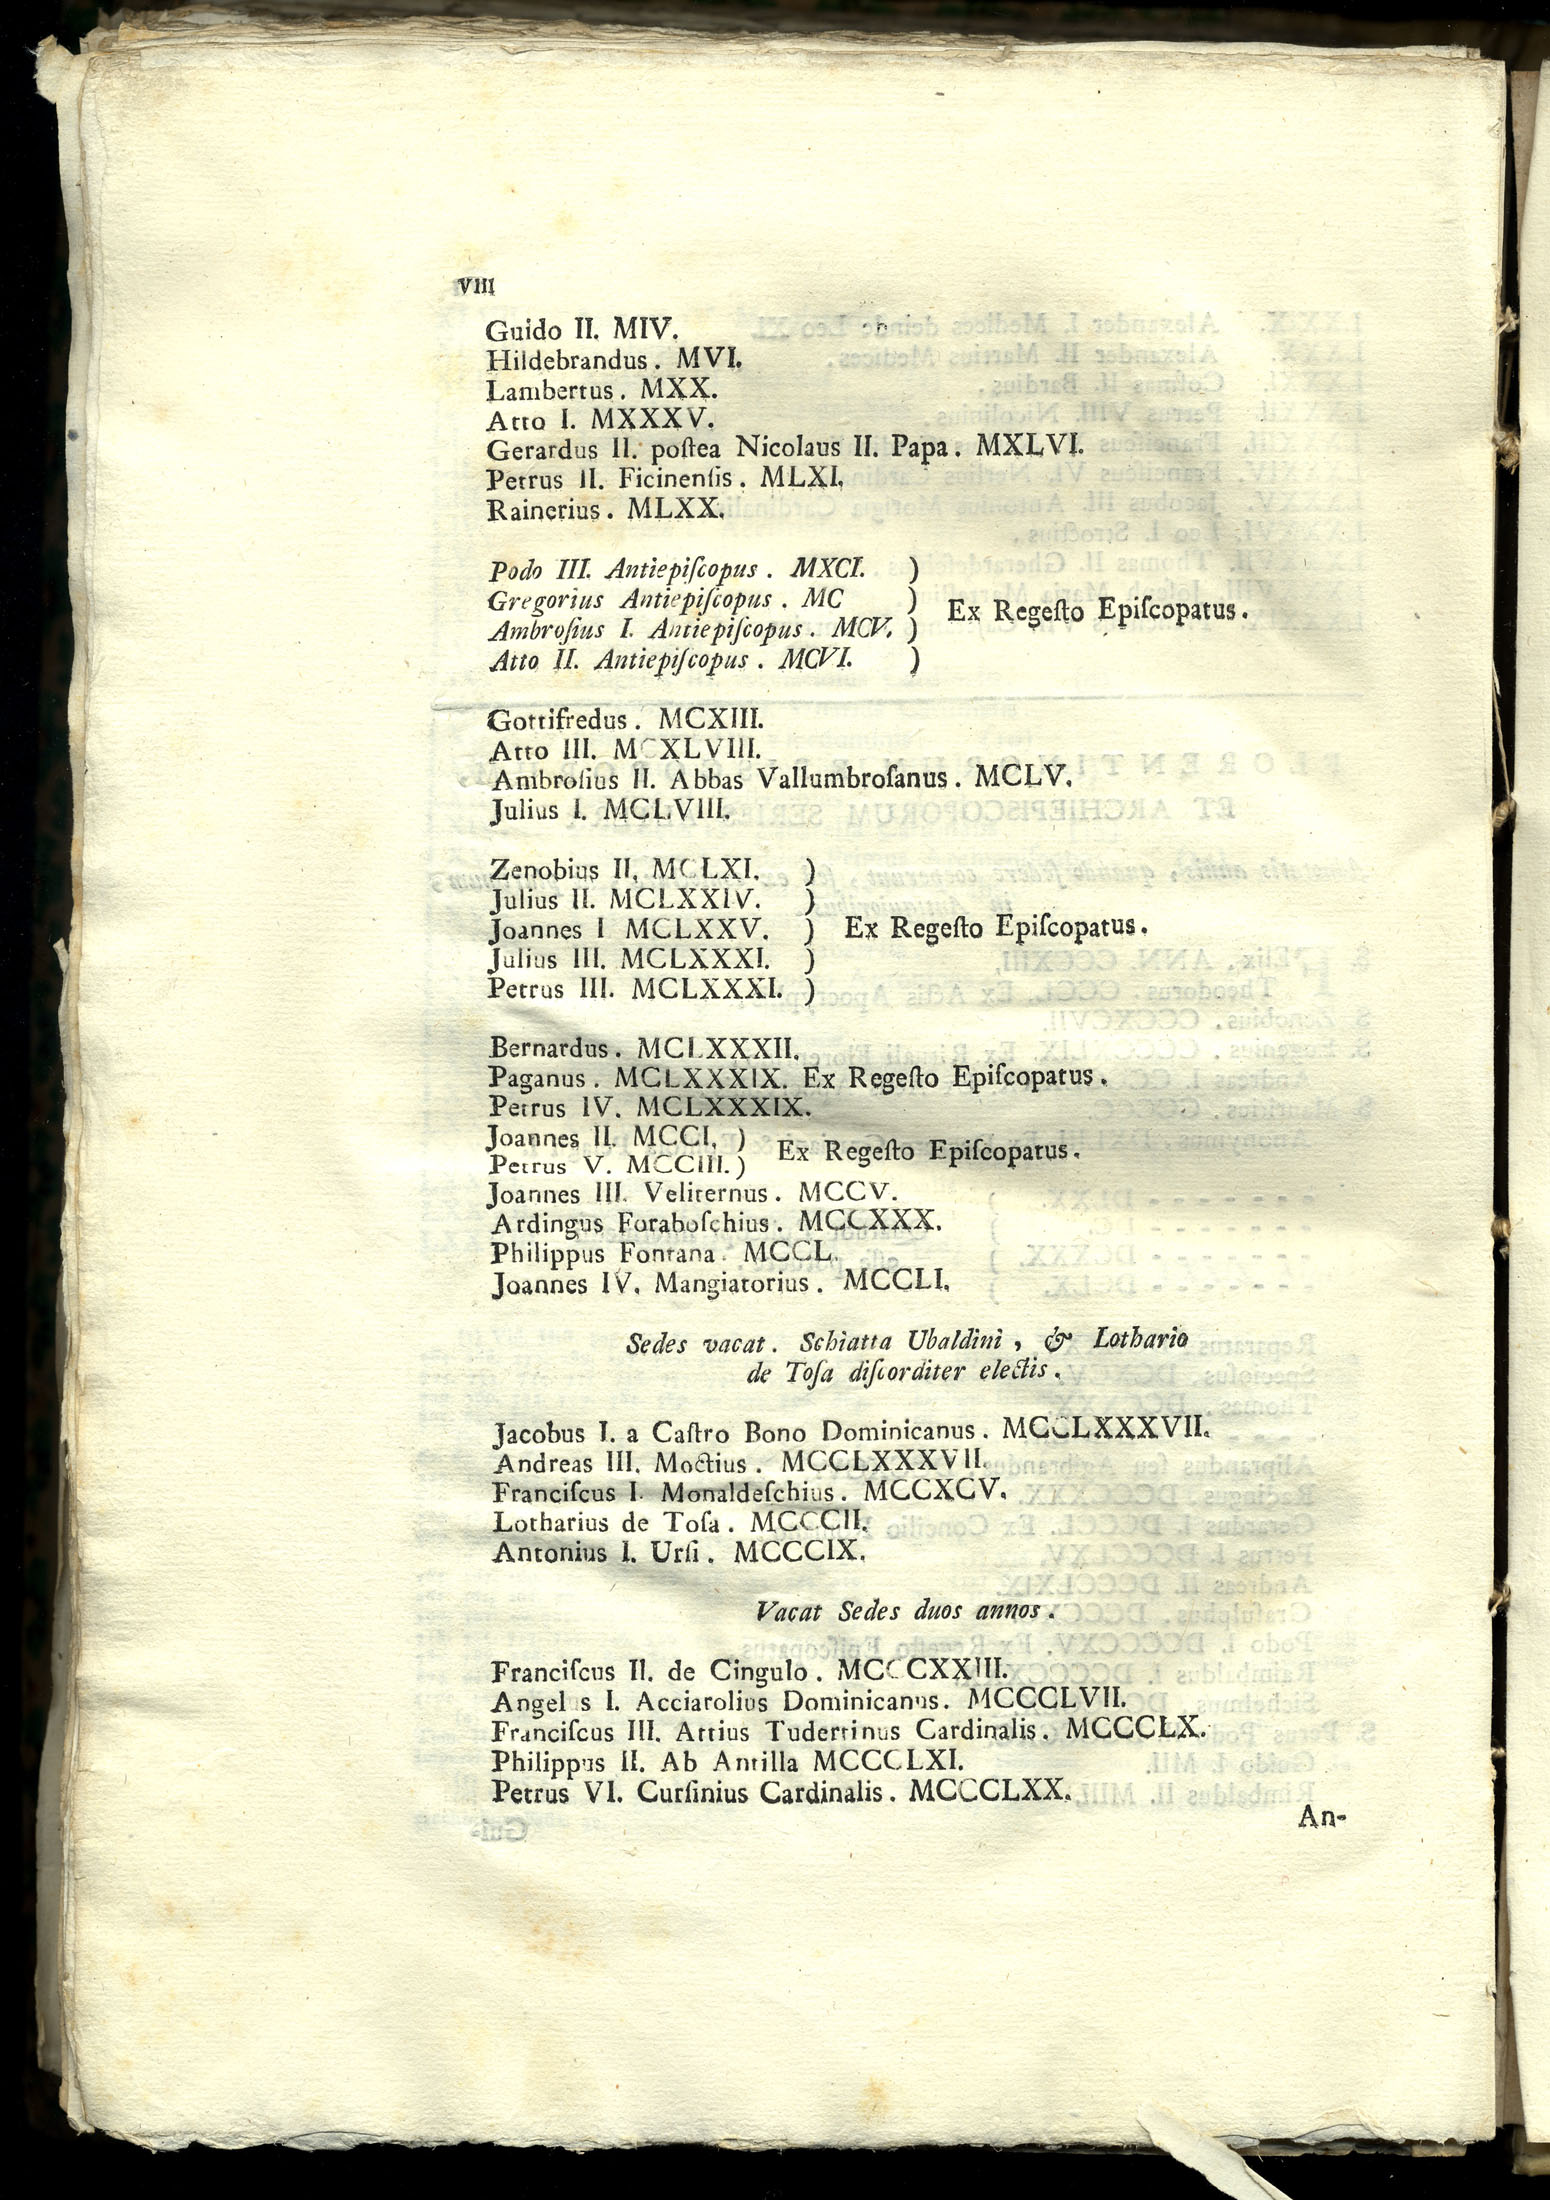 VIII
Guido II. MIV.
Hildebrandus. MVI.
Lambertus. MXX.
Atto I. MXXXV.
Gerardus II. poſtea Nicolaus II. Papa. MXLVI.
Petrus II. Ficinenſis. MLXI.
Rainerius. MLXX.
Podo III. Antiepiſcopus. MXCI. )
Gregorius Antiepiſcopus. MC )
Ex Regeſto Epiſcopatus.
Ambroſius I. Antiepiſcopus. MCV. )
Atto II. Antiepiſcopus. MCVI. )
Gottifredus. MCXIII.
Atto III. MCXLVIII.
Ambroſius II. Abbas Vallumbroſanus. MCLV.
Julius I. MCLVIII.
Zenobius II. MCLXI. )
Julius II. MCLXXIV. )
Joannes I MCLXXV. ) Ex Regeſto Epiſcopatus.
Julius III. MCLXXXI. )
Petrus III. MCLXXXI. )
Bernardus. MCLXXXII.
Paganus. MCLXXXIX. Ex Regeſto Epiſcopatus.
Petrus IV. MCLXXXIX.
Joannes II. MCCI. )
Ex Regeſto Epiſcopatus.
Petrus V. MCCIII. )
Joannes III. Veliternus. MCCV.
Ardingus Foraboſchius. MCCXXX.
Philippus Fontana. MCCL.
Joannes IV. Mangiatorius. MCCLI.
Sedes vacat. Schiatta Ubaldini, & Lothario
de Toſa diſcorditer electis.
Jacobus I. a Caſtro Bono Dominicanus. MCCLXXXVII.
Andreas III. Moctius. MCCLXXXVII.
Franciſcus I. Monaldeſchius. MCCXCV.
Lotharius de Toſa. MCCCII.
Antonius I. Urſi. MCCCIX.
Vacat Sedes duos annos.
Franciſcus II. de Cingulo. MCCCXXIII.
Angelus I. Acciarolius Dominicanus. MCCCLVII.
Franciſcus III. Attius Tudertinus Cardinalis. MCCCLX.
Philippus II. Ab Antilla MCCCLXI.
Petrus VI. Curſinius Cardinalis. MCCCLXX.
An-